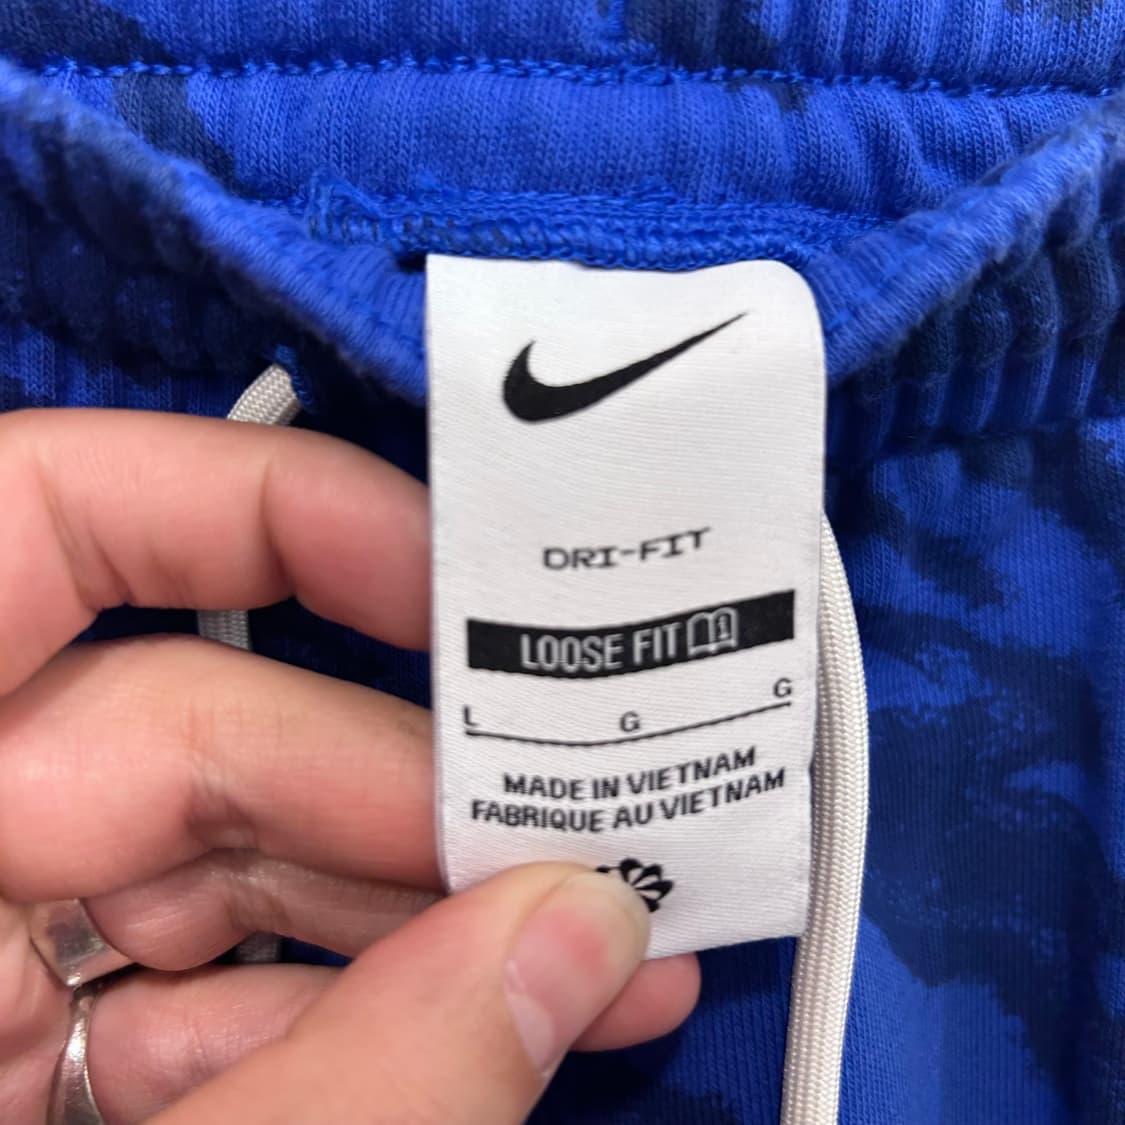 DRI-FIT
LOOSE FIT
L G G
MADE IN VIETNAM
FABRIQUE AU VIETNAM